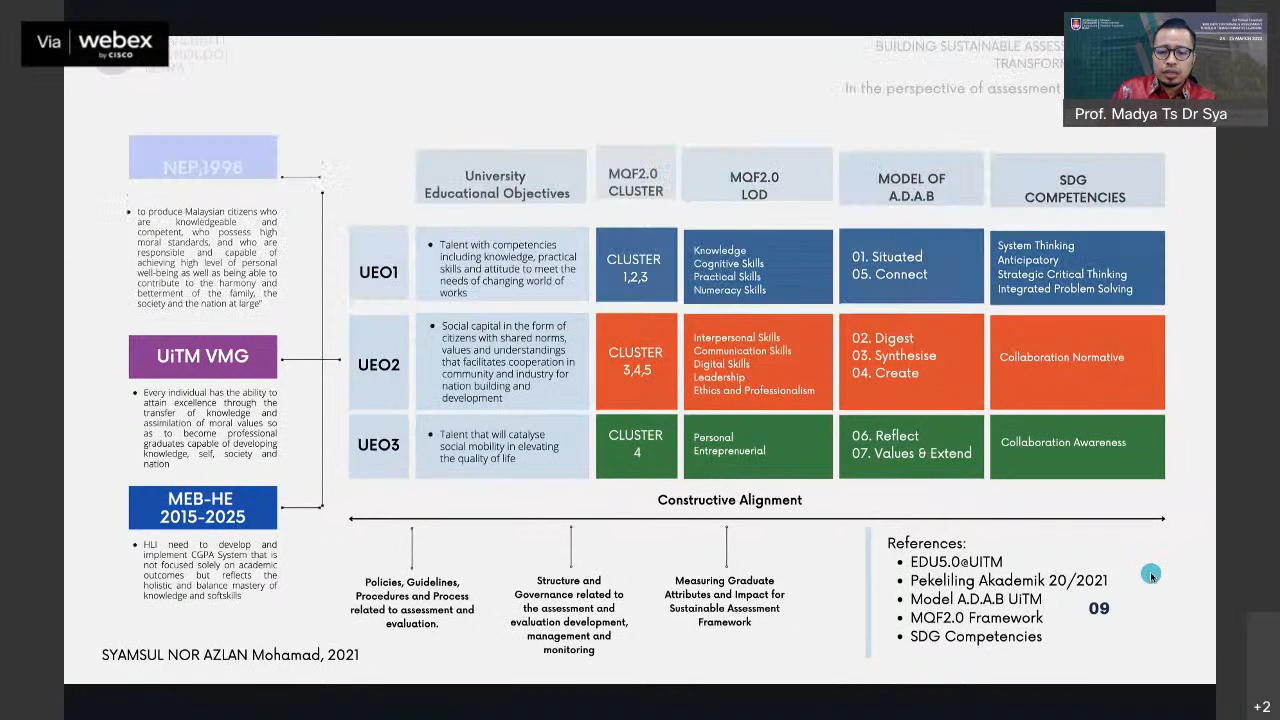 Via webex
by CISCO
BUILDING SUSTAINABLE ASSESS
TRANSFORM
In the perspective of assessment
Prof. Madya Ts Dr Sya
NEP,1996
• to produce Malaysian citizens who
are knowledgeable and
competent, who possess high
moral standards, and who are
responsible and capable of
achieving high level of personal
well-being as well as being able to
contribute to the harmony and
betterment of the family, the
society and the nation at large"
UiTM VMG
• Every individual has the ability to
attain excellence through the
transfer of knowledge and
assimilation of moral values so
as to become professional
graduates capable of developing
knowledge, self, society and
nation
MEB-HE
2015-2025
• HLI need to develop and
implement CGPA System that is
not focused solely on academic
outcomes but reflects the
holistic and balance mastery of
knowledge and softskills
University
Educational Objectives
MQF2.0
CLUSTER
MQF2.0
LOD
MODEL OF
A.D.A.B
SDG
COMPETENCIES
UEO1
• Talent with competencies
including knowledge, practical
skills and attitude to meet the
needs of changing world of
works
CLUSTER
1,2,3
Knowledge
Cognitive Skills
Practical Skills
Numeracy Skills
01. Situated
05. Connect
System Thinking
Anticipatory
Strategic Critical Thinking
Integrated Problem Solving
UEO2
• Social capital in the form of
citizens with shared norms,
values and understandings
that facilitates cooperation in
community and industry for
nation building and
development
CLUSTER
3,4,5
Interpersonal Skills
Communication Skills
Digital Skills
Leadership
Ethics and Professionalism
02. Digest
03. Synthesise
04. Create
Collaboration Normative
UEO3
• Talent that will catalyse
social mobility in elevating
the quality of life
CLUSTER
4
Personal
Entreprenuerial
06. Reflect
07. Values & Extend
Collaboration Awareness
Constructive Alignment
Policies, Guidelines,
Procedures and Process
related to assessment and
evaluation.
Structure and
Governance related to
the assessment and
evaluation development,
management and
monitoring
Measuring Graduate
Attributes and Impact for
Sustainable Assessment
Framework
References:
• EDU5.0@UITM
• Pekeliling Akademik 20/2021
• Model A.D.A.B UiTM
• MQF2.0 Framework
• SDG Competencies
09
SYAMSUL NOR AZLAN Mohamad, 2021
+2